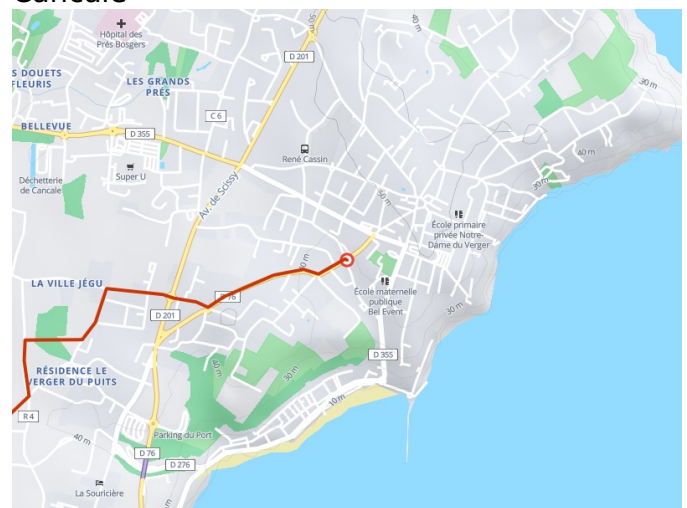 Cancale
50 m
Hôpital des
Prés Bosgers
D 201
S DOUETS
FLEURIS
LES GRANDS
PRÉS
30 m
C 6
BELLEVUE
D 355
40 m
René Cassin
Super U
Déchetterie
de Cancale
30 m
Av. de Scissy
50 m
École primaire
privée Notre-
Dame du Verger
LA VILLE JÉGU
D 76
École maternelle
publique
Bel Event
30 m
D 201
D 355
40 m
30 m
RÉSIDENCE LE
VERGER DU PUITS
10 m
R 4
Parking du Port
40 m
D 76
D 276
La Souricière